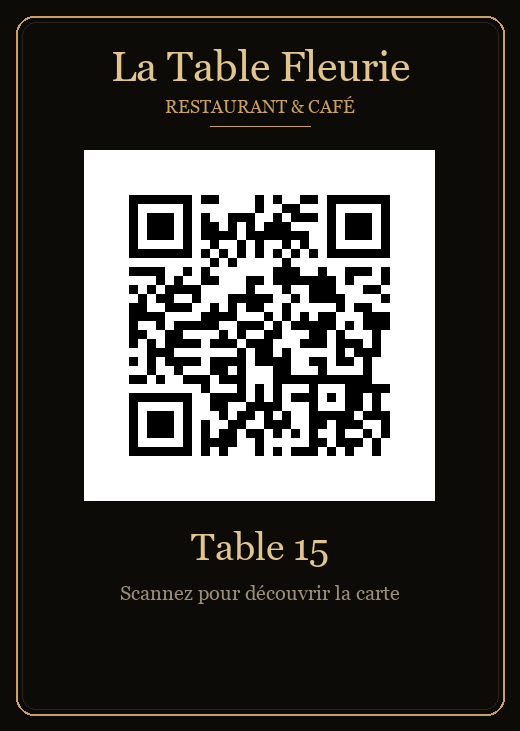 La Table Fleurie
RESTAURANT & CAFÉ
Table 15
Scannez pour découvrir la carte